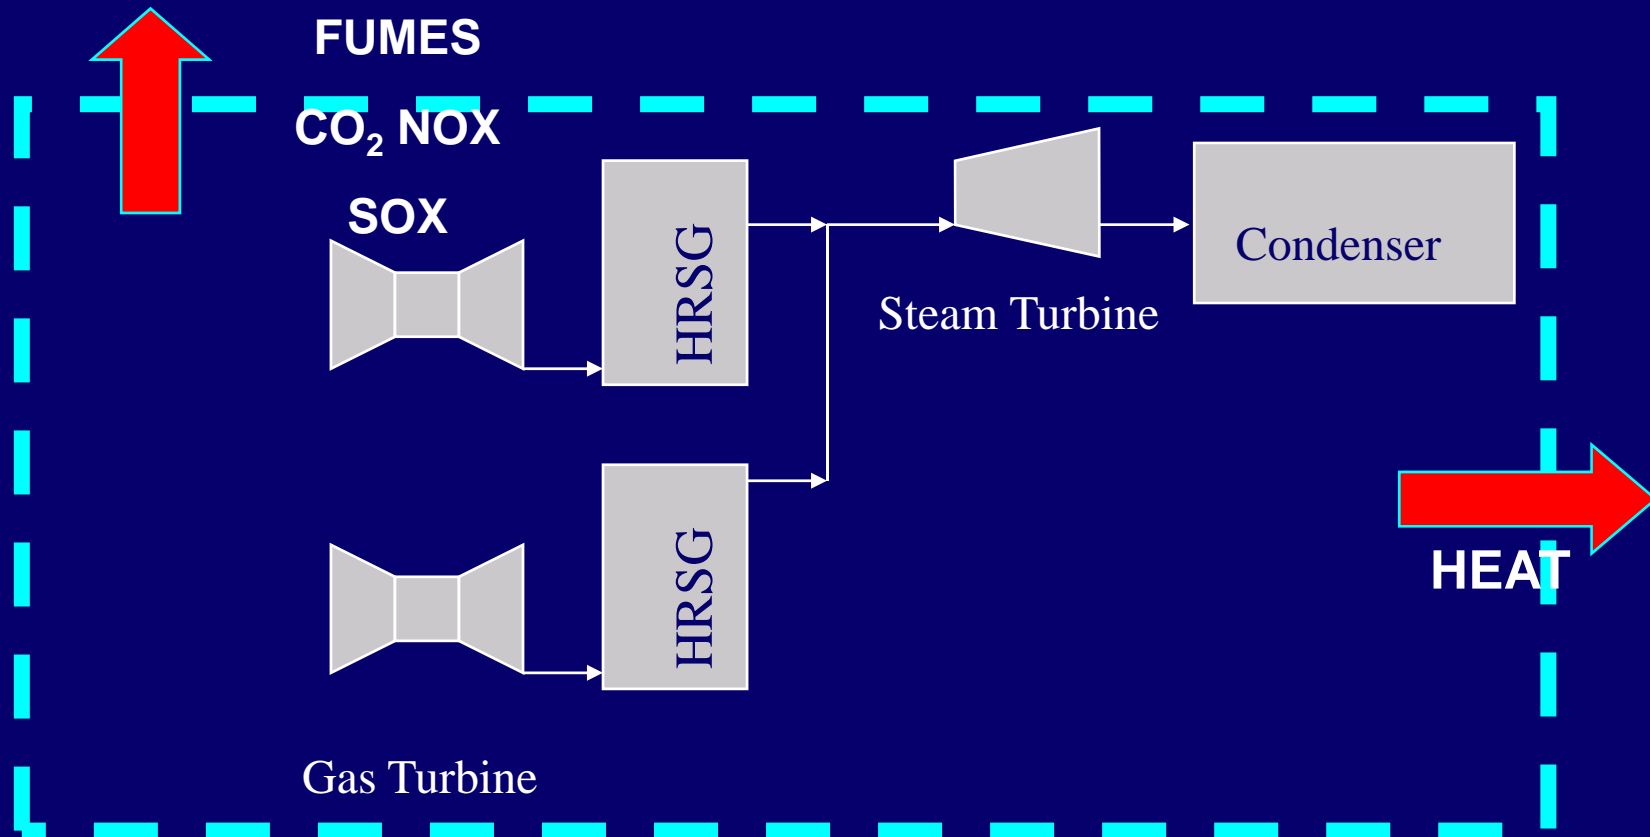 FUMES
CO₂ NOX
SOX
HRSG
Condenser
Steam Turbine
HRSG
HEAT
Gas Turbine